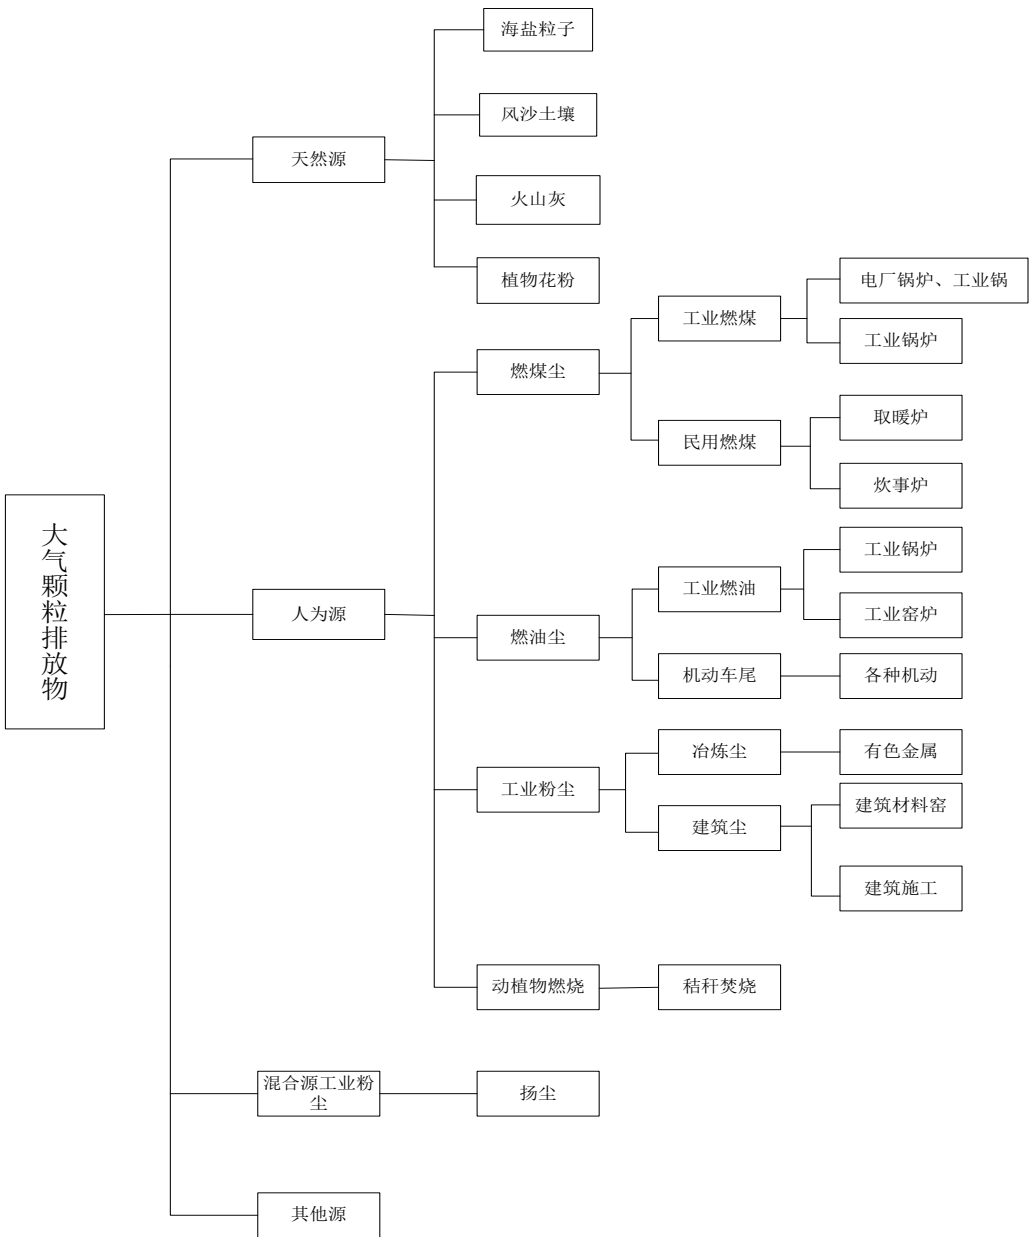 海盐粒子
风沙土壤
天然源
火山灰
植物花粉
电厂锅炉、工业锅
工业燃煤
工业锅炉
燃煤尘
取暖炉
民用燃煤
炊事炉
大气颗粒排放物
工业锅炉
工业燃油
人为源
工业窑炉
燃油尘
机动车尾
各种机动
冶炼尘
有色金属
工业粉尘
建筑材料窑
建筑尘
建筑施工
动植物燃烧
秸秆焚烧
混合源工业粉
尘
扬尘
其他源